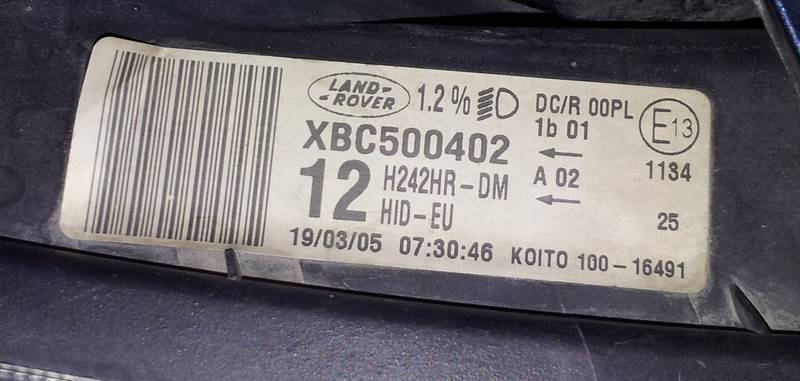 LAND-
-ROVER
1.2%
DC/R 00PL
E13
XBC500402
1b 01
1134
12
H242HR-DM
A 02
HID-EU
25
19/03/05 07:30:46 KOITO 100-16491